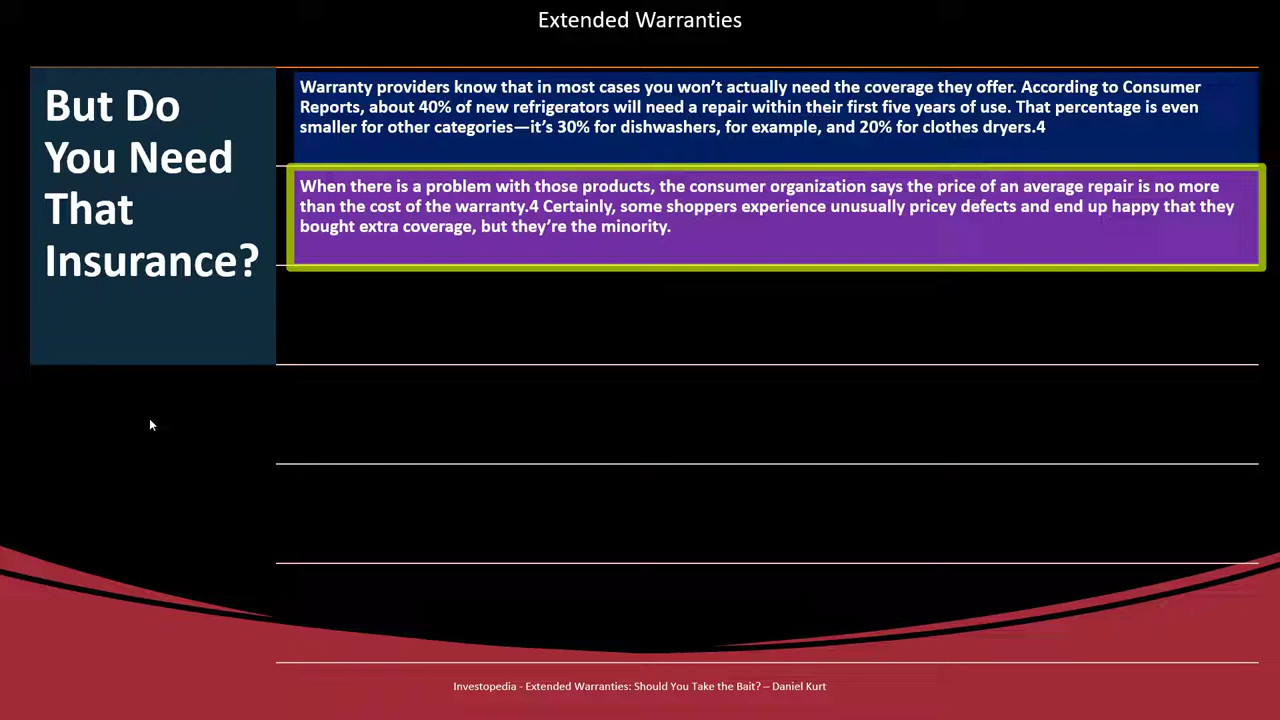 Extended Warranties
But Do
You Need
That
Insurance?
Warranty providers know that in most cases you won’t actually need the coverage they offer. According to Consumer
Reports, about 40% of new refrigerators will need a repair within their first five years of use. That percentage is even
smaller for other categories—it’s 30% for dishwashers, for example, and 20% for clothes dryers.4
When there is a problem with those products, the consumer organization says the price of an average repair is no more
than the cost of the warranty.4 Certainly, some shoppers experience unusually pricey defects and end up happy that they
bought extra coverage, but they’re the minority.
Investopedia - Extended Warranties: Should You Take the Bait? – Daniel Kurt